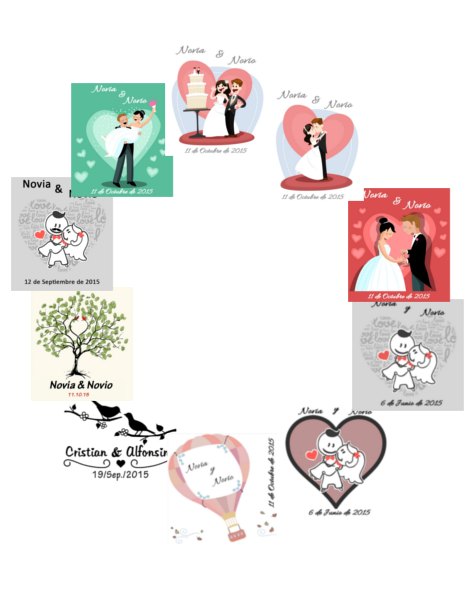 Novia
&
Novio
11 de Octubre de 2015
Novia
&
Novio
11 de Octubre de 2015
Novia
&
Novio
11 de Octubre de 2015
Novia
&
Novio
11 de Octubre de 2015
Novia &
12 de Septiembre de 2015
Novia
y
Novio
6 de Junio de 2015
Novia & Novio
11.10.15
Cristian & Alfonsin
19/Sep./2015
Novia
y
Novio
11 de Octubre de 2015
Novia y Novio
6 de Junio de 2015